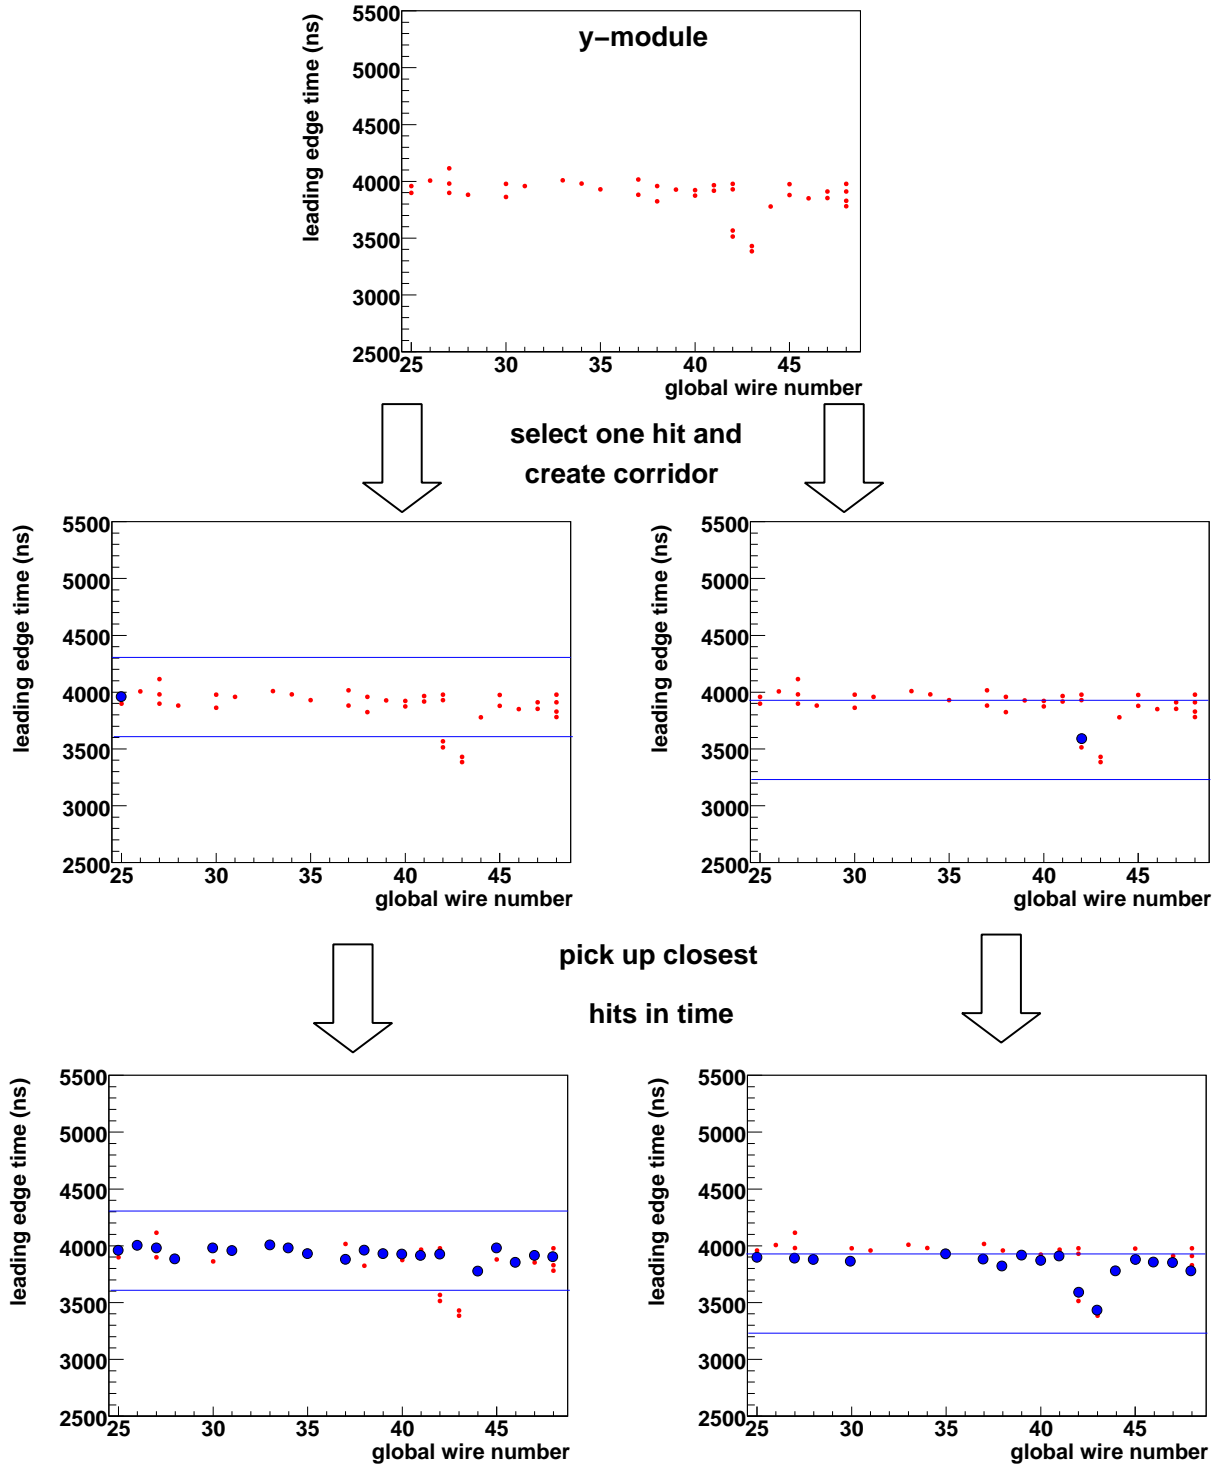 y−module
leading edge time (ns)
5500
5000
4500
4000
3500
3000
2500
25 30 35 40 45
global wire number
select one hit and
create corridor
leading edge time (ns)
5500
5000
4500
4000
3500
3000
2500
25 30 35 40 45
global wire number
leading edge time (ns)
5500
5000
4500
4000
3500
3000
2500
25 30 35 40 45
global wire number
pick up closest
hits in time
leading edge time (ns)
5500
5000
4500
4000
3500
3000
2500
25 30 35 40 45
global wire number
leading edge time (ns)
5500
5000
4500
4000
3500
3000
2500
25 30 35 40 45
global wire number